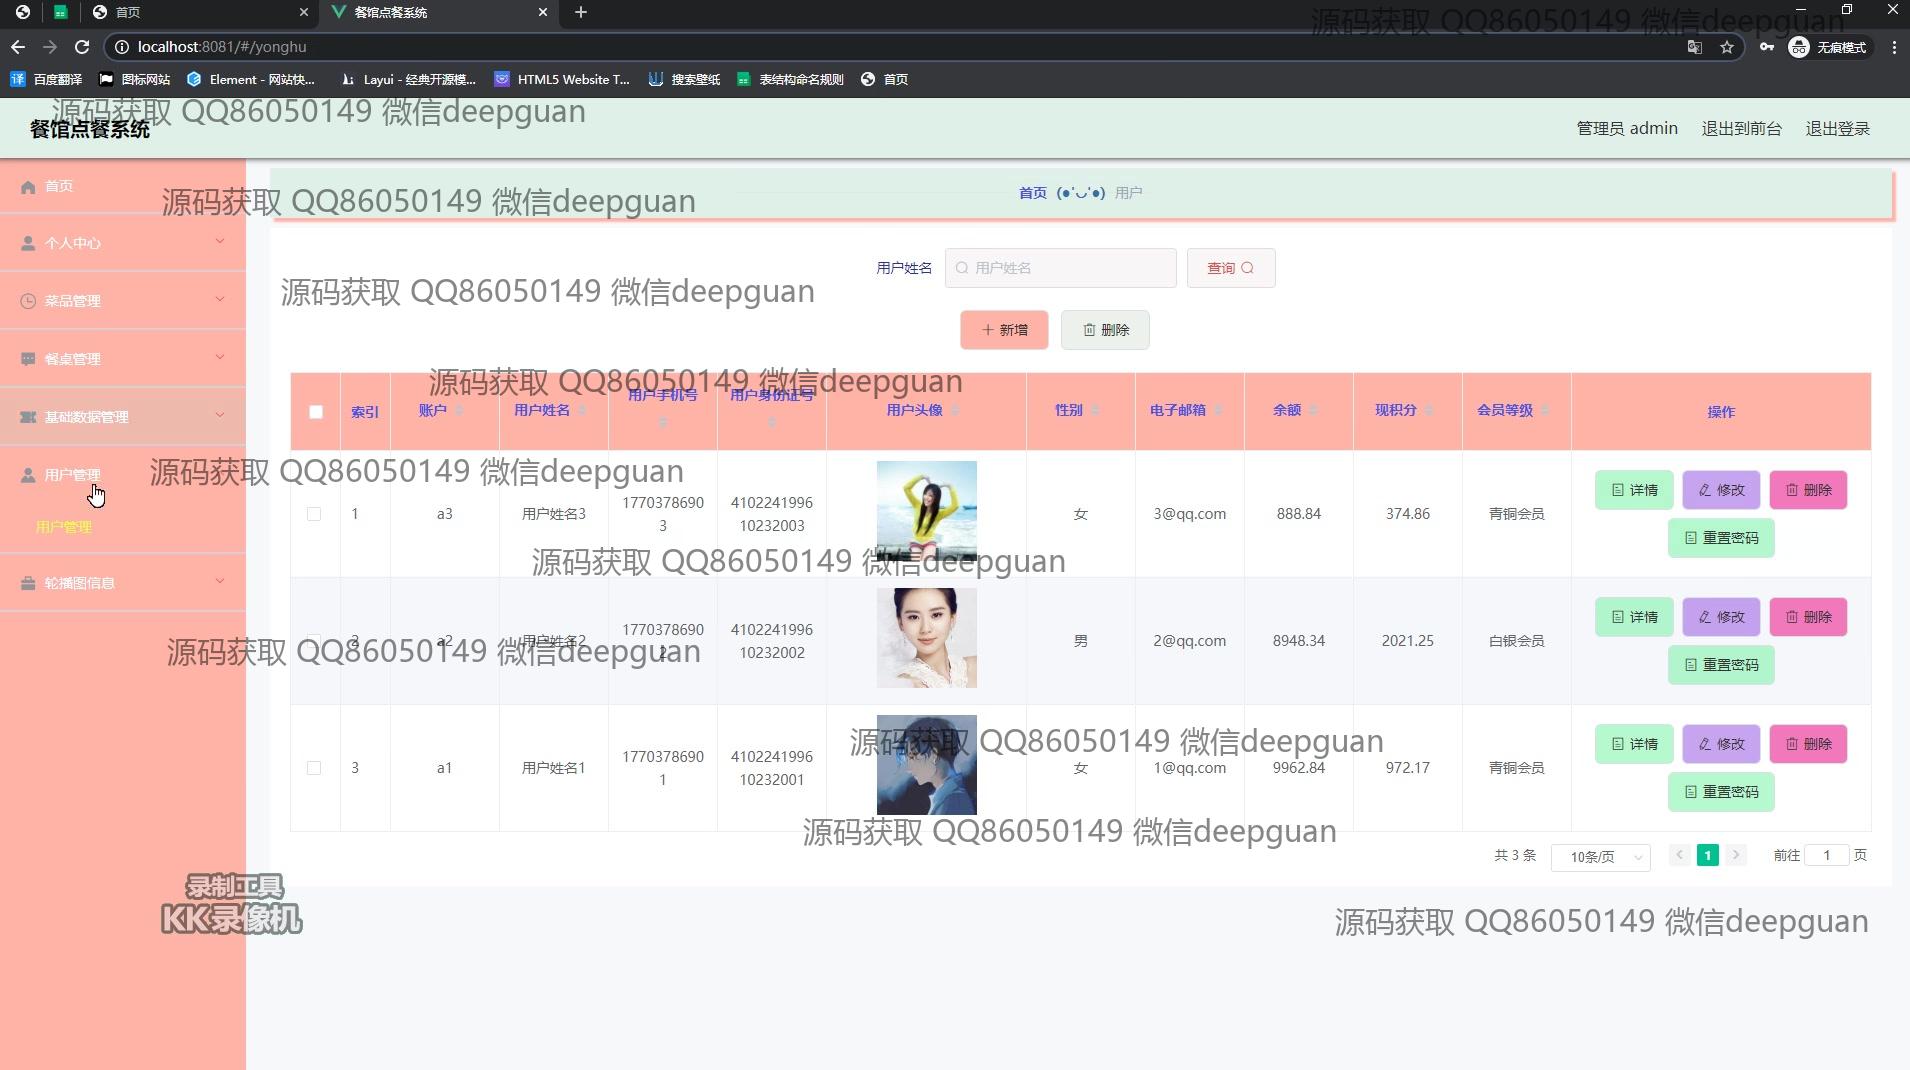 首页
餐馆点餐系统
localhost:8081/#/yonghu
无痕模式
百度翻译 图标网站 Element - 网站快... Layui - 经典开源模... HTML5 Website T... 搜索壁纸 表结构命名规则 首页
源码获取 QQ86050149 微信deepguan
源码获取 QQ86050149 微信deepguan
餐馆点餐系统
管理员 admin 退出到前台 退出登录
首页
个人中心
菜品管理
餐桌管理
基础数据管理
用户管理
用户管理
轮播图信息
源码获取 QQ86050149 微信deepguan
首页 (●'◡'●) 用户
用户姓名 用户姓名 查询
源码获取 QQ86050149 微信deepguan
新增 删除
源码获取 QQ86050149 微信deepguan
索引 账户 用户姓名 用户手机号 用户身份证号 用户头像 性别 电子邮箱 余额 现积分 会员等级 操作
源码获取 QQ86050149 微信deepguan
1 a3 用户姓名3 17703786903 410224199610232003 女 3@qq.com 888.84 374.86 青铜会员 详情 修改 删除
重置密码
源码获取 QQ86050149 微信deepguan
2 a2 用户姓名2 17703786902 410224199610232002 男 2@qq.com 8948.34 2021.25 白银会员 详情 修改 删除
重置密码
源码获取 QQ86050149 微信deepguan
源码获取 QQ86050149 微信deepguan
3 a1 用户姓名1 17703786901 410224199610232001 女 1@qq.com 9962.84 972.17 青铜会员 详情 修改 删除
重置密码
源码获取 QQ86050149 微信deepguan
共 3 条 10条/页 1 前往 1 页
录制工具
KK录像机
源码获取 QQ86050149 微信deepguan